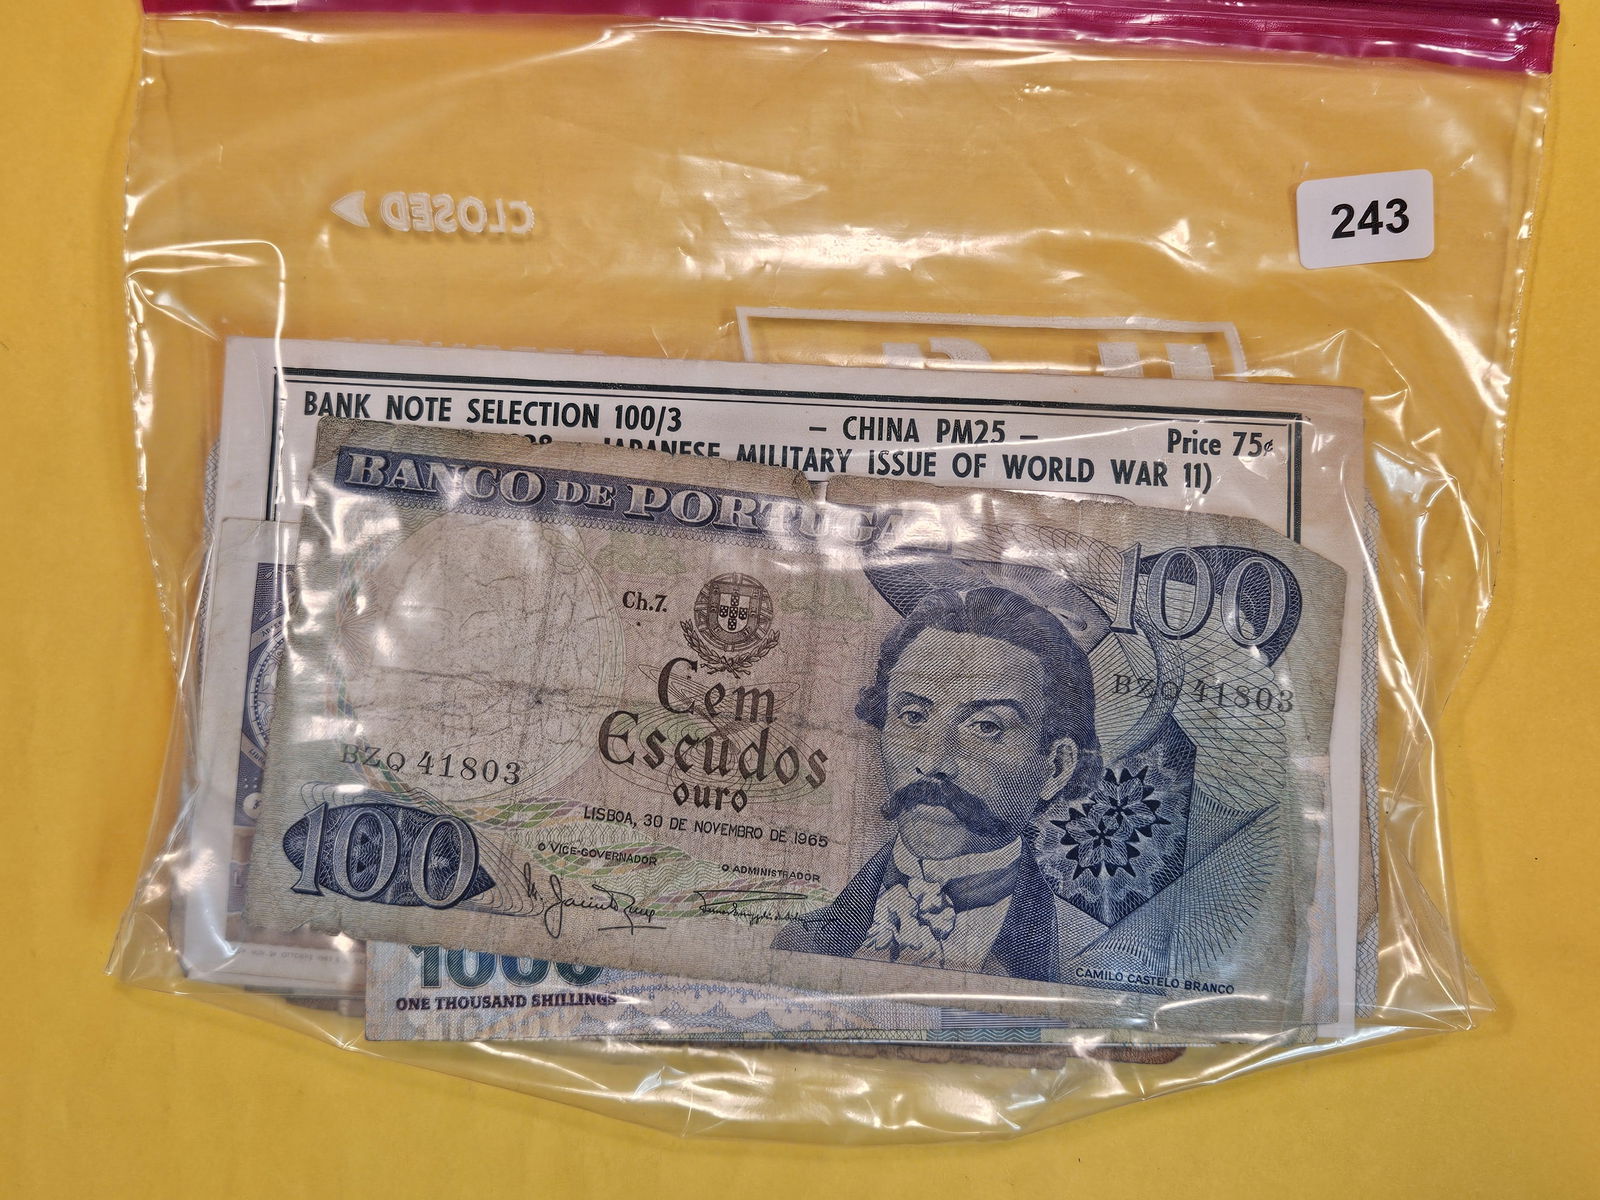 CLOSED
243
BANK NOTE SELECTION 100/3 – CHINA PM25 – Price 75¢
JAPANESE MILITARY ISSUE OF WORLD WAR 11)
BANCO DE PORTUGAL
100
Ch.7.
Cem
Escudos
ouro
BZQ 41803
BZQ 41803
LISBOA, 30 DE NOVEMBRO DE 1965
O VICE-GOVERNADOR
O ADMINISTRADOR
100
CAMILO CASTELO BRANCO
1000
ONE THOUSAND SHILLINGS